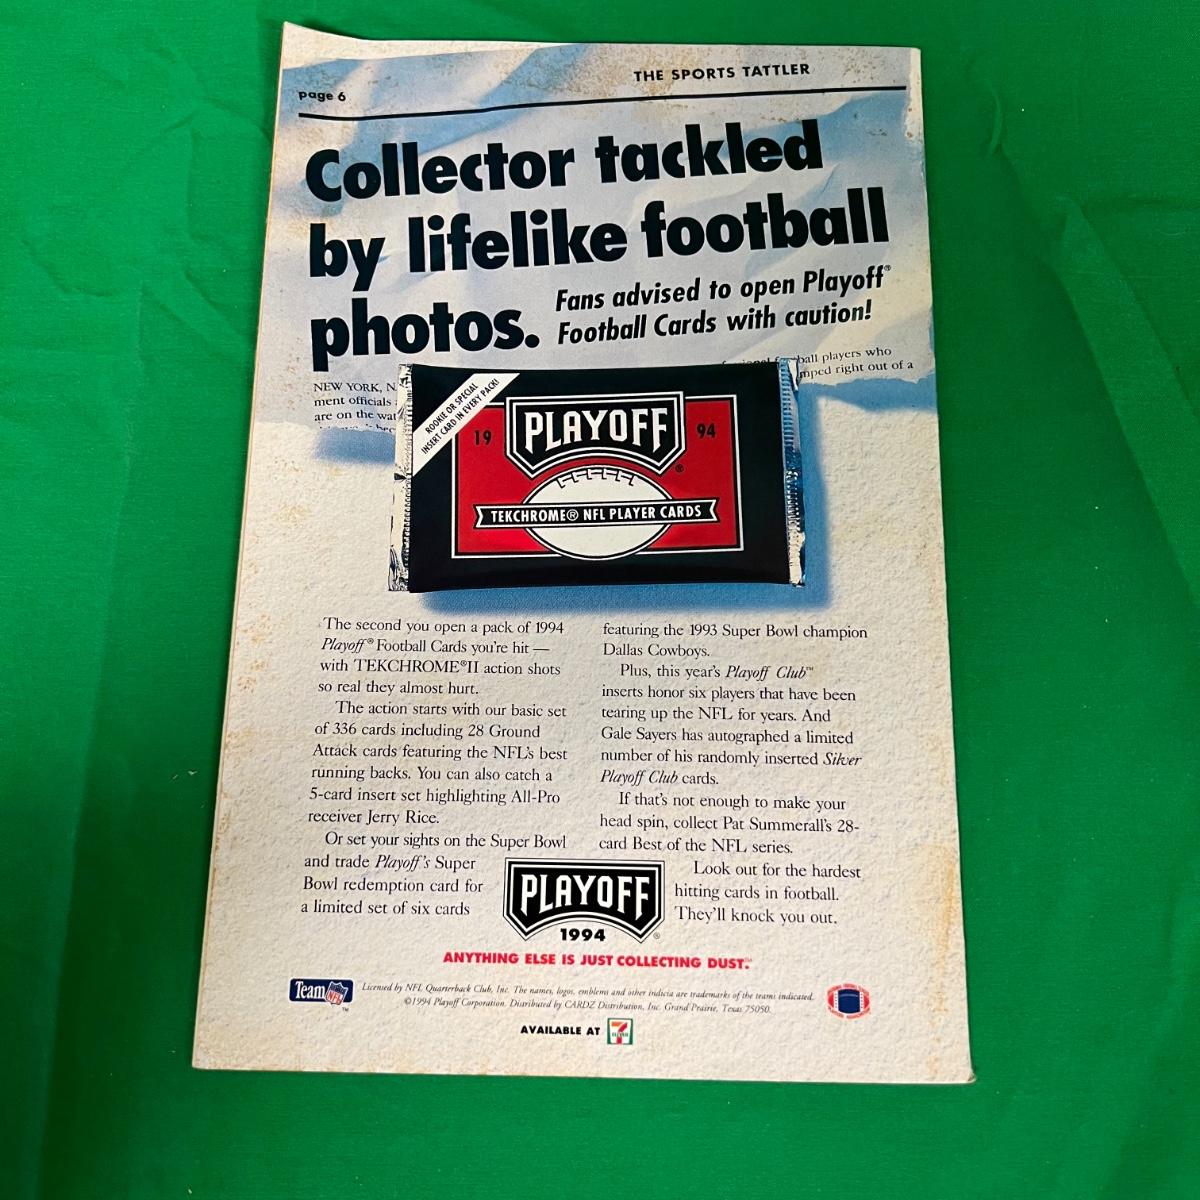 page 6
THE SPORTS TATTLER
Collector tackled
by lifelike football
photos.
Fans advised to open Playoff®
Football Cards with caution!
ball players who
mped right out of a
NEW YORK, N.
ment officials
are on the wat
ROOKIE OR SPECIAL
INSERT CARD IN EVERY PACK!
19 PLAYOFF 94
®
TEKCHROME® NFL PLAYER CARDS
The second you open a pack of 1994
Playoff® Football Cards you're hit —
with TEKCHROME®II action shots
so real they almost hurt.
The action starts with our basic set
of 336 cards including 28 Ground
Attack cards featuring the NFL's best
running backs. You can also catch a
5-card insert set highlighting All-Pro
receiver Jerry Rice.
Or set your sights on the Super Bowl
and trade Playoff's Super
Bowl redemption card for
a limited set of six cards
featuring the 1993 Super Bowl champion
Dallas Cowboys.
Plus, this year's Playoff Club™
inserts honor six players that have been
tearing up the NFL for years. And
Gale Sayers has autographed a limited
number of his randomly inserted Silver
Playoff Club cards.
If that's not enough to make your
head spin, collect Pat Summerall's 28-
card Best of the NFL series.
Look out for the hardest
hitting cards in football.
They'll knock you out.
PLAYOFF
1994 ®
ANYTHING ELSE IS JUST COLLECTING DUST.™
Team NFL ™
Licensed by NFL Quarterback Club, Inc. The names, logos, emblems and other indicia are trademarks of the teams indicated.
©1994 Playoff Corporation. Distributed by CARDZ Distribution, Inc. Grand Prairie, Texas 75050.
AVAILABLE AT 7 ELEVEN